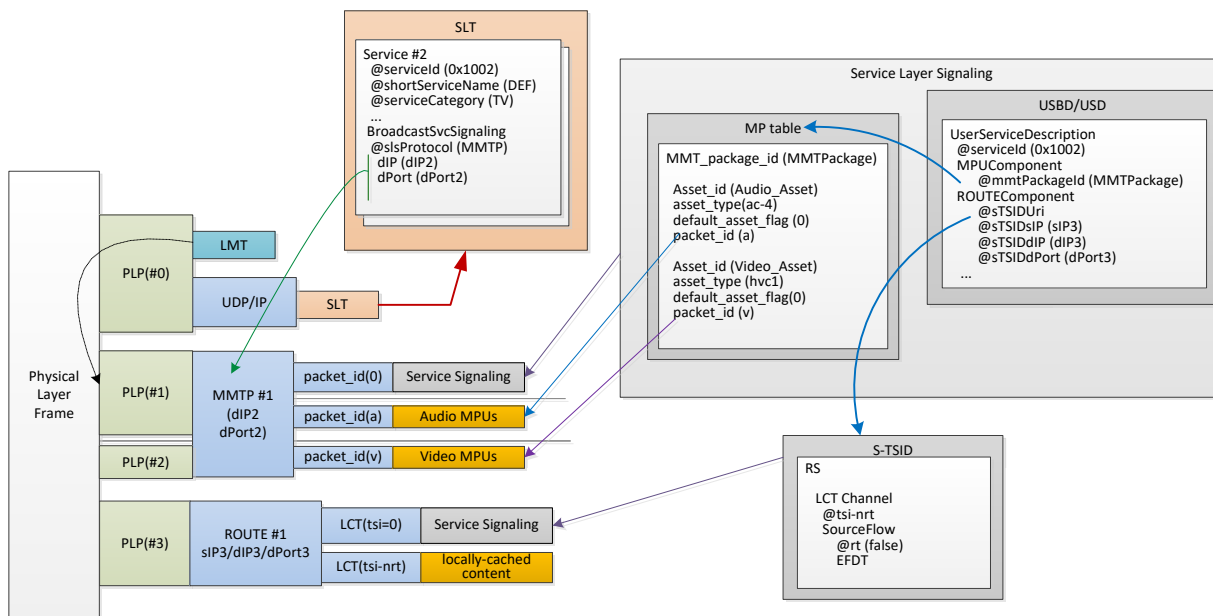 SLT
Service #2
@serviceId (0x1002)
@shortServiceName (DEF)
@serviceCategory (TV)
...
BroadcastSvcSignaling
@slsProtocol (MMTP)
dIP (dIP2)
dPort (dPort2)
Service Layer Signaling
MP table
MMT_package_id (MMTPackage)
Asset_id (Audio_Asset)
asset_type(ac-4)
default_asset_flag (0)
packet_id (a)
Asset_id (Video_Asset)
asset_type (hvc1)
default_asset_flag(0)
packet_id (v)
USBD/USD
UserServiceDescription
@serviceId (0x1002)
MPUComponent
@mmtPackageId (MMTPackage)
ROUTEComponent
@sTSIDUri
@sTSIDsIP (sIP3)
@sTSIDdIP (dIP3)
@sTSIDdPort (dPort3)
...
Physical
Layer
Frame
PLP(#0)
LMT
UDP/IP
SLT
PLP(#1)
PLP(#2)
MMTP #1
(dIP2
dPort2)
packet_id(0)
Service Signaling
packet_id(a)
Audio MPUs
packet_id(v)
Video MPUs
PLP(#3)
ROUTE #1
sIP3/dIP3/dPort3
LCT(tsi=0)
Service Signaling
LCT(tsi-nrt)
locally-cached
content
S-TSID
RS
LCT Channel
@tsi-nrt
SourceFlow
@rt (false)
EFDT